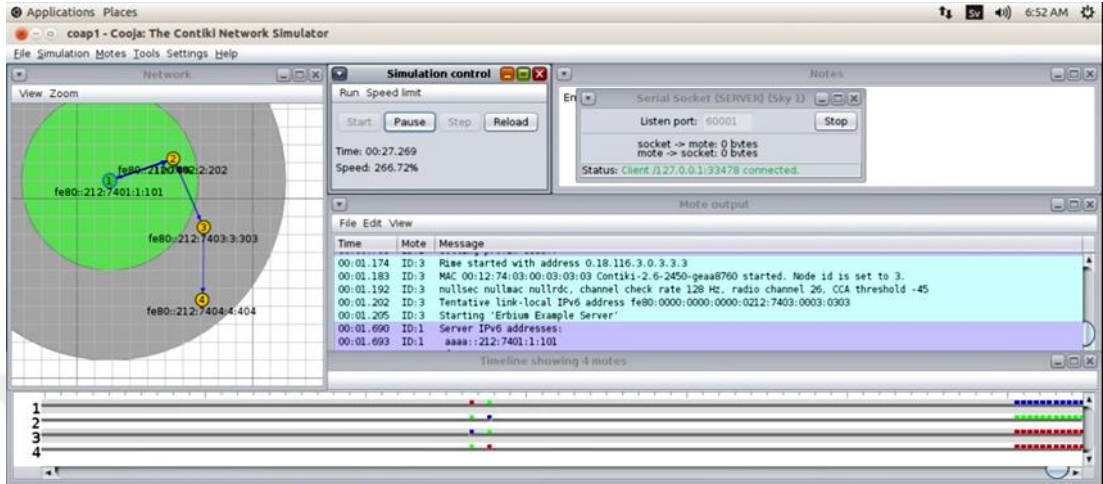 Applications Places
Sv
6:52 AM
coap1 - Cooja: The Contiki Network Simulator
File Simulation Motes Tools Settings Help
Network
View Zoom
1
2
3
4
2:202
fe80::212:7401:1:101
fe80::212:7403:3:303
fe80::212:7404:4:404
Simulation control
Run Speed limit
Start Pause Step Reload
Time: 00:27.269
Speed: 266.72%
Notes
En
Serial Socket (SERVER) (Sky 1)
Listen port: 60001 Stop
socket -> mote: 0 bytes
mote -> socket: 0 bytes
Status: Client /127.0.0.1:33478 connected.
Mote output
File Edit View
Time Mote Message
00:01.174 ID:3 Rime started with address 0.18.116.3.0.3.3.3
00:01.183 ID:3 MAC 00:12:74:03:00:03:03:03 Contiki-2.6-2450-geaa8760 started. Node id is set to 3.
00:01.192 ID:3 nullsec nullmac nullrdc, channel check rate 128 Hz, radio channel 26, CCA threshold -45
00:01.202 ID:3 Tentative link-local IPv6 address fe80:0000:0000:0000:0212:7403:0003:0303
00:01.205 ID:3 Starting 'Erbium Example Server'
00:01.690 ID:1 Server IPv6 addresses:
00:01.693 ID:1 aaaa::212:7401:1:101
Timeline showing 4 motes
1
2
3
4